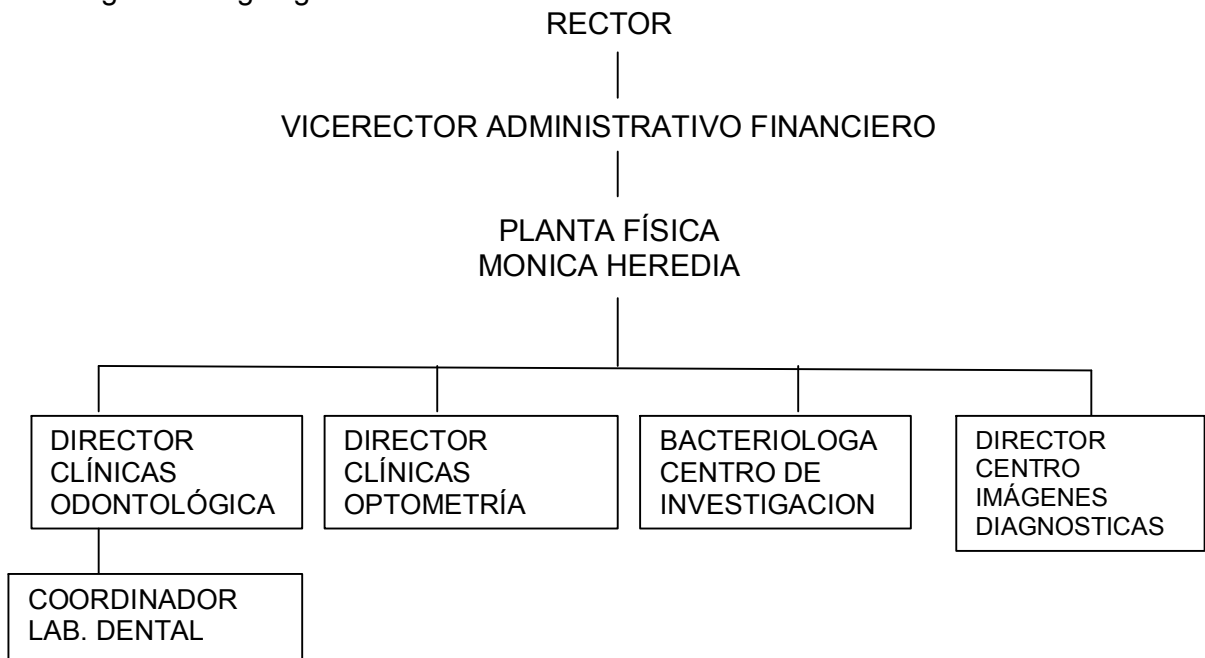 RECTOR
VICERECTOR ADMINISTRATIVO FINANCIERO
PLANTA FÍSICA
MONICA HEREDIA
DIRECTOR
CLÍNICAS
ODONTOLÓGICA
DIRECTOR
CLÍNICAS
OPTOMETRÍA
BACTERIOLOGA
CENTRO DE
INVESTIGACION
DIRECTOR
CENTRO
IMÁGENES
DIAGNOSTICAS
COORDINADOR
LAB. DENTAL